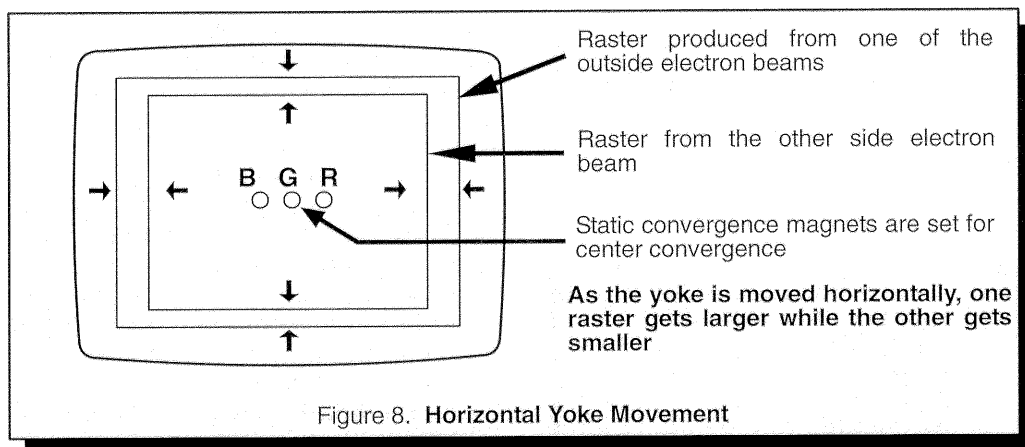 Raster produced from one of the
outside electron beams
Raster from the other side electron
beam
B G R
Static convergence magnets are set for
center convergence
As the yoke is moved horizontally, one
raster gets larger while the other gets
smaller
Figure 8. Horizontal Yoke Movement